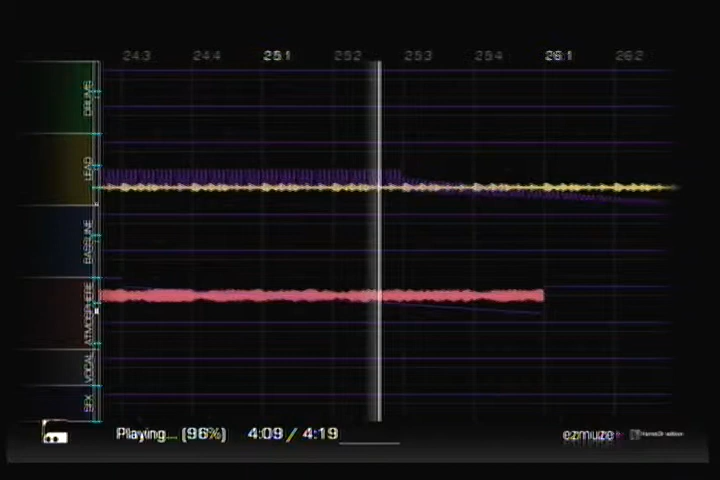 24:3 24:4 25:1 25:2 25:3 25:4 26:1 26:2
DRUMS
LEAD
BASSLINE
ATMOSPHERE
VOCAL
SFX
Playing... (96%) 4:09 / 4:19
ezmuze+